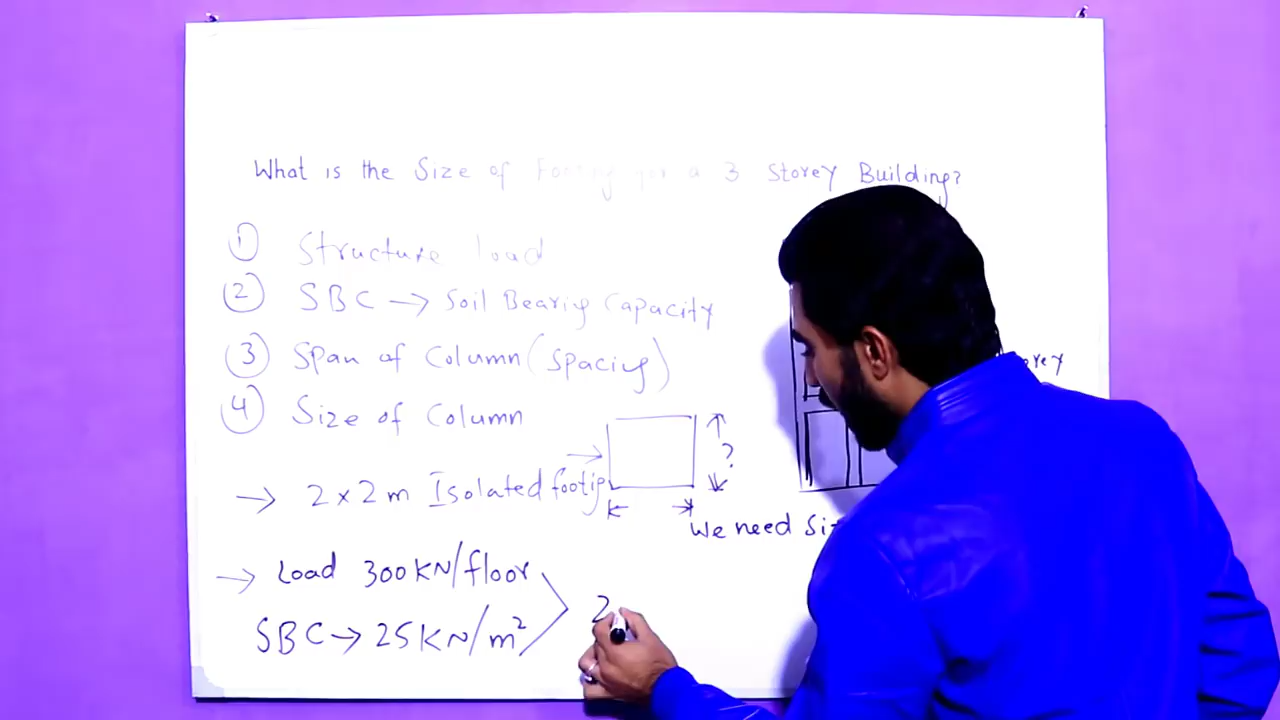 What is the Size of Footing for a 3 Storey Building?
① Structure load
② SBC → Soil Bearing Capacity
③ Span of Column (Spacing)
④ Size of Column
→ 2 x 2 m Isolated footing
?
We need
→ Load 300 KN/floor
SBC → 25 KN/m²
2